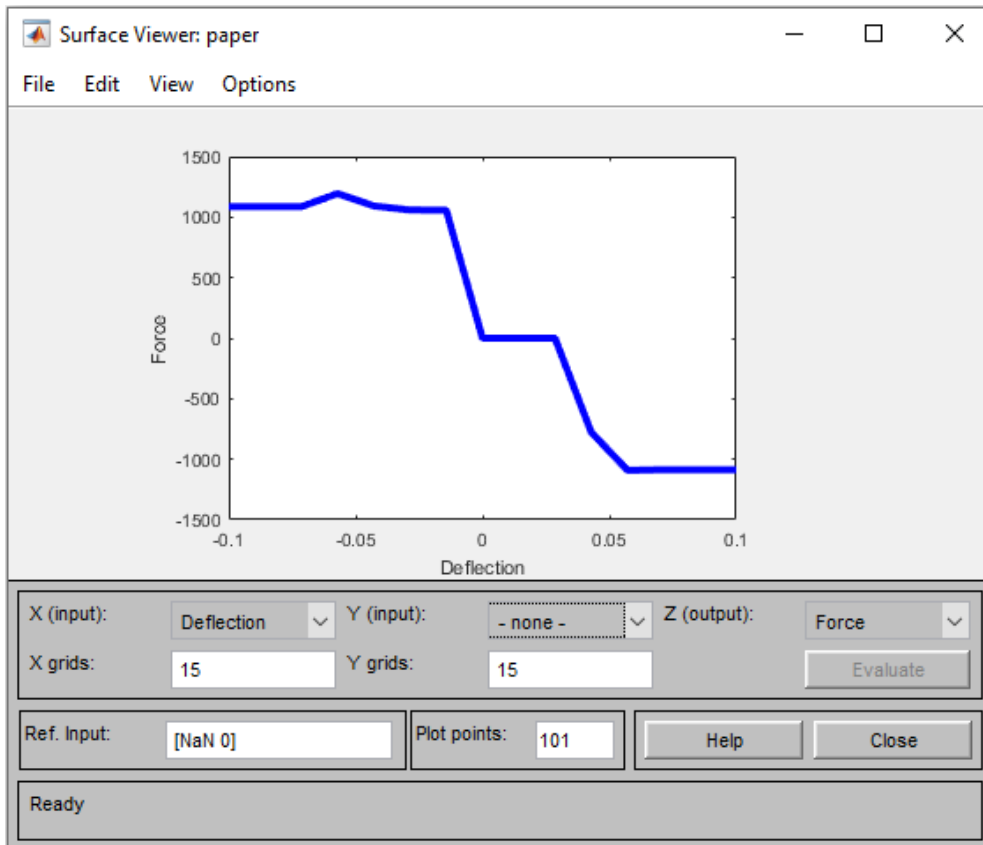 Surface Viewer: paper
File Edit View Options
1500
1000
500
0
-500
-1000
-1500
Force
-0.1 -0.05 0 0.05 0.1
Deflection
X (input): Deflection Y (input): - none - Z (output): Force
X grids: 15 Y grids: 15 Evaluate
Ref. Input: [NaN 0] Plot points: 101 Help Close
Ready